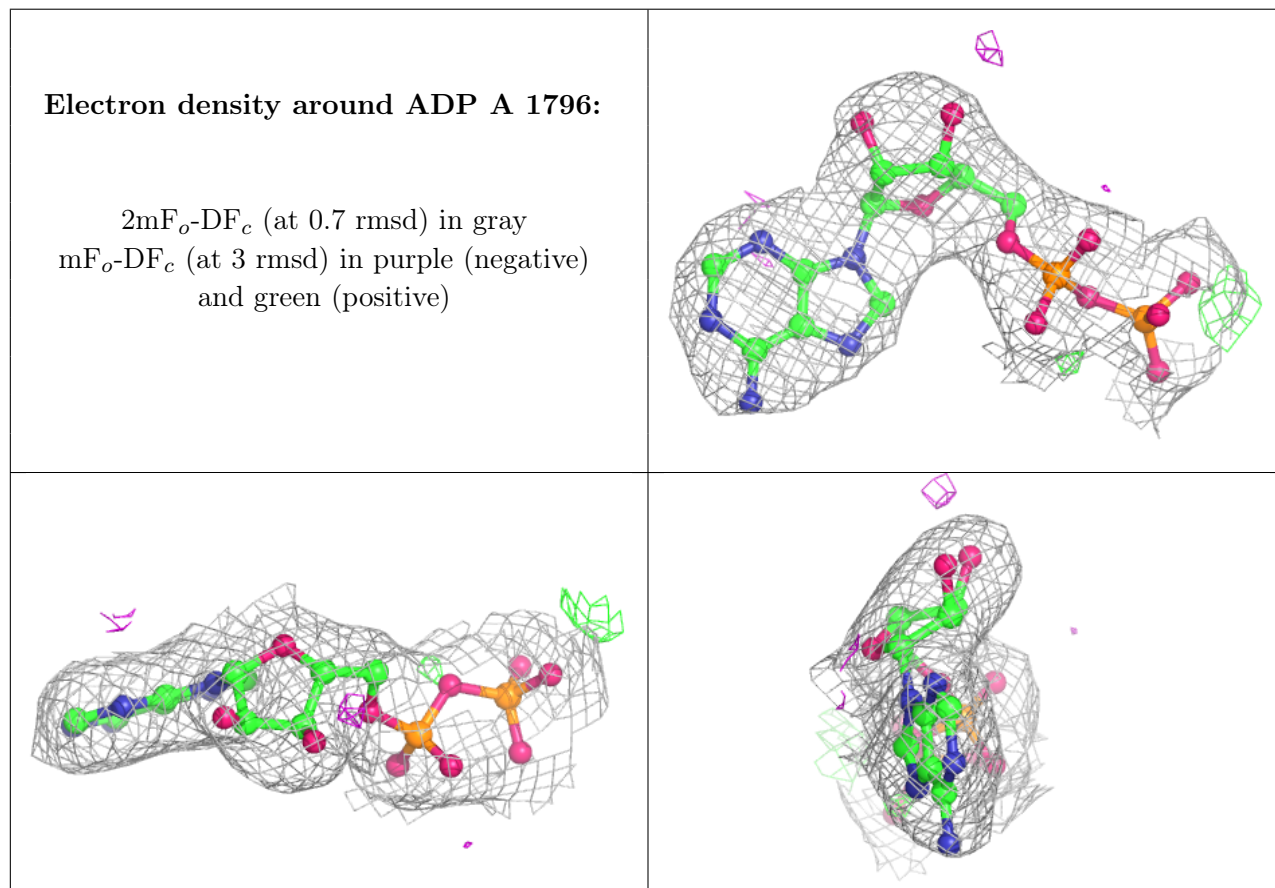 Electron density around ADP A 1796:
2mFo-DFc (at 0.7 rmsd) in gray
mFo-DFc (at 3 rmsd) in purple (negative)
and green (positive)